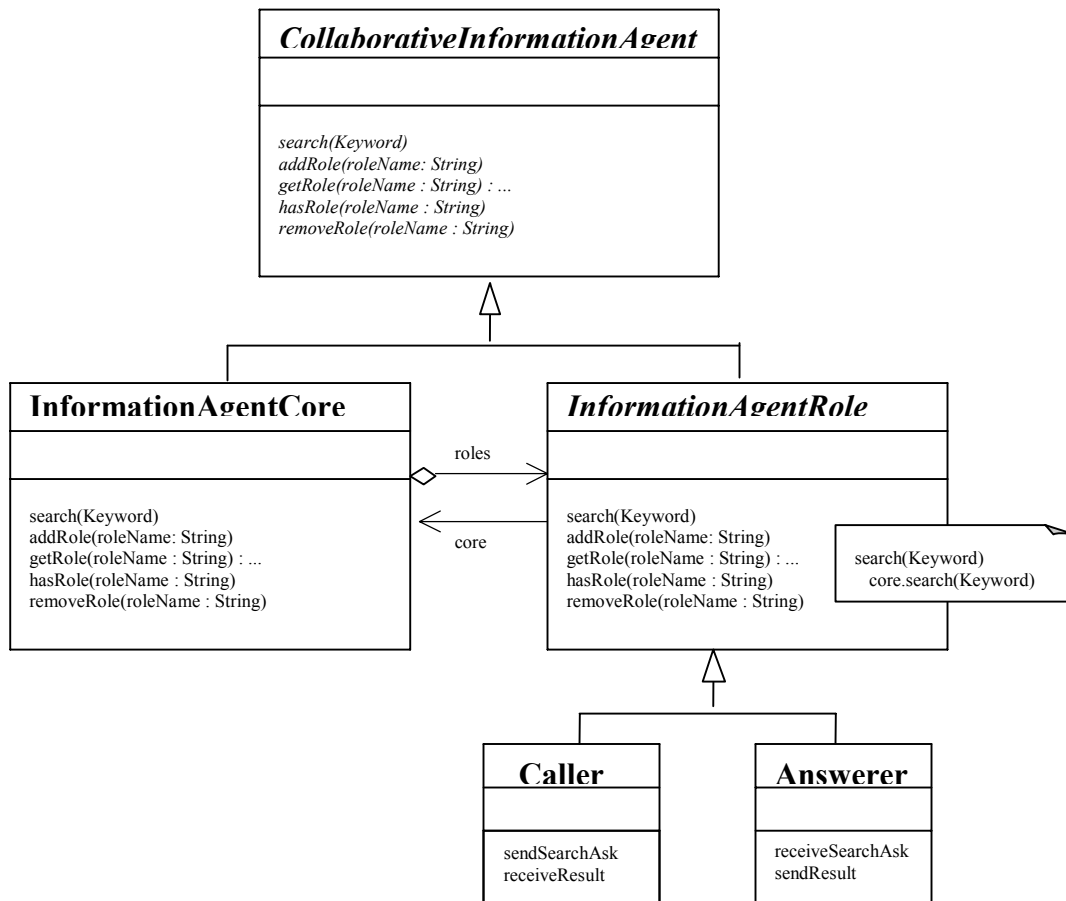 CollaborativeInformationAgent
search(Keyword)
addRole(roleName: String)
getRole(roleName : String) : ...
hasRole(roleName : String)
removeRole(roleName : String)
InformationAgentCore
search(Keyword)
addRole(roleName: String)
getRole(roleName : String) : ...
hasRole(roleName : String)
removeRole(roleName : String)
roles
core
InformationAgentRole
search(Keyword)
addRole(roleName: String)
getRole(roleName : String) : ...
hasRole(roleName : String)
removeRole(roleName : String)
search(Keyword)
core.search(Keyword)
Caller
sendSearchAsk
receiveResult
Answerer
receiveSearchAsk
sendResult